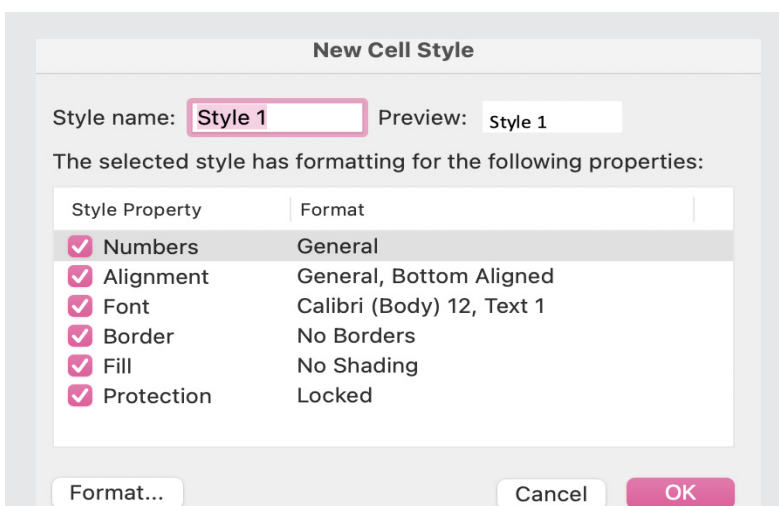 New Cell Style
Style name: Style 1 Preview: Style 1
The selected style has formatting for the following properties:
Style Property Format
Numbers General
Alignment General, Bottom Aligned
Font Calibri (Body) 12, Text 1
Border No Borders
Fill No Shading
Protection Locked
Format... Cancel OK